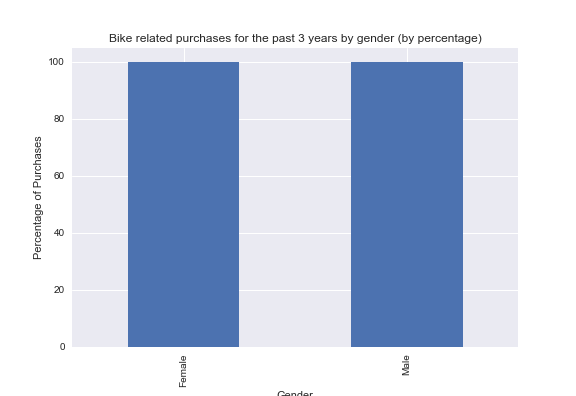 Bike related purchases for the past 3 years by gender (by percentage)
Percentage of Purchases
100
80
60
40
20
0
Female
Male
Gender